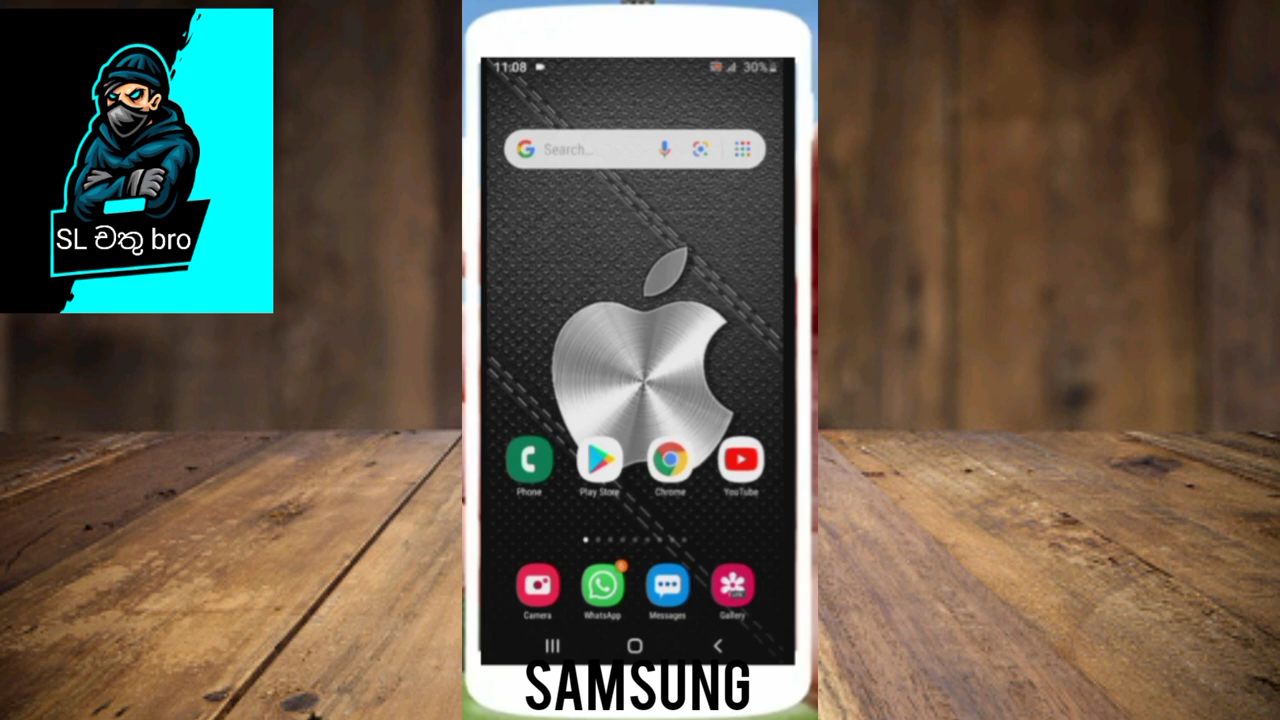 SL චතු bro
11:08
30%
Search...
Phone
Play Store
Chrome
YouTube
Camera
WhatsApp
Messages
Gallery
SAMSUNG